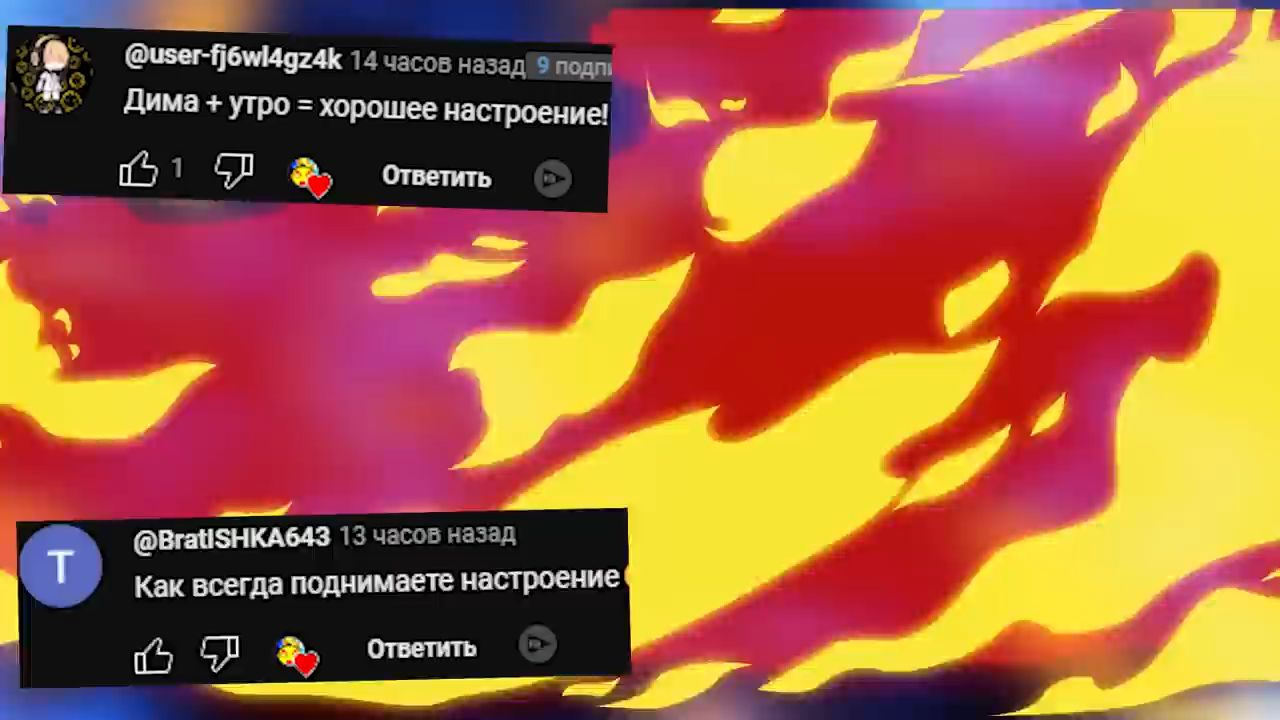 @user-fj6wl4gz4k 14 часов назад 9
Дима + утро = хорошее настроение!
1 Ответить
@BratISHKA643 13 часов назад
T
Как всегда поднимаете настроение
Ответить